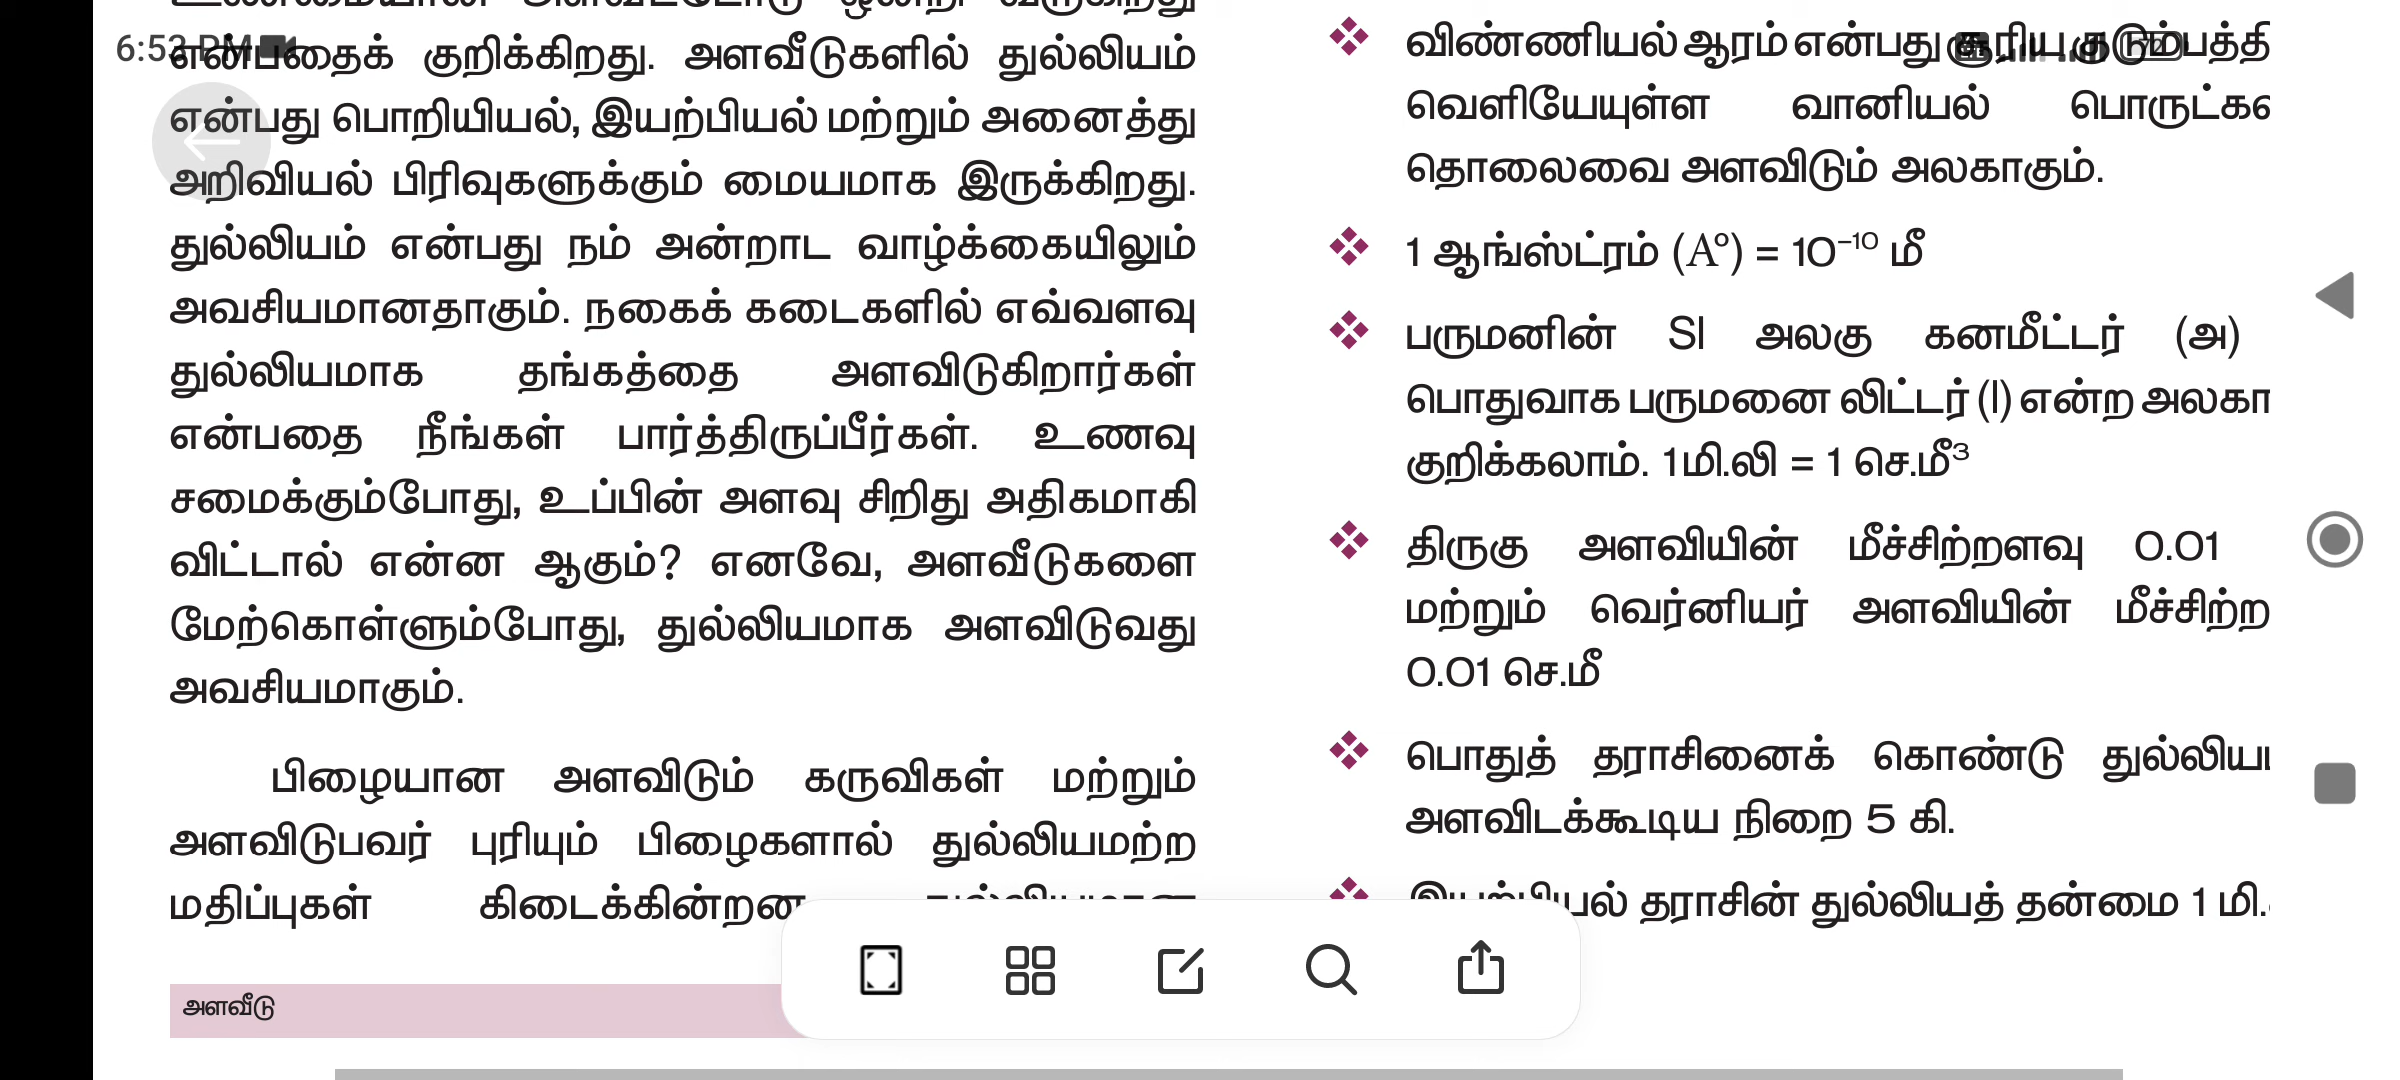 6:53 PM
என்பதைக் குறிக்கிறது. அளவீடுகளில் துல்லியம்
என்பது பொறியியல், இயற்பியல் மற்றும் அனைத்து
அறிவியல் பிரிவுகளுக்கும் மையமாக இருக்கிறது.
துல்லியம் என்பது நம் அன்றாட வாழ்க்கையிலும்
அவசியமானதாகும். நகைக் கடைகளில் எவ்வளவு
துல்லியமாக தங்கத்தை அளவிடுகிறார்கள்
என்பதை நீங்கள் பார்த்திருப்பீர்கள். உணவு
சமைக்கும்போது, உப்பின் அளவு சிறிது அதிகமாகி
விட்டால் என்ன ஆகும்? எனவே, அளவீடுகளை
மேற்கொள்ளும்போது, துல்லியமாக அளவிடுவது
அவசியமாகும்.
பிழையான அளவிடும் கருவிகள் மற்றும்
அளவிடுபவர் புரியும் பிழைகளால் துல்லியமற்ற
மதிப்புகள் கிடைக்கின்றன
அளவீடு
❖ விண்ணியல் ஆரம் என்பது சூரிய குடும்பத்தி
வெளியேயுள்ள வானியல்
தொலைவை அளவிடும் அலகாகும்.
❖ 1 ஆங்ஸ்ட்ரம் (A°) = 10⁻¹⁰ மீ
❖ பருமனின் SI அலகு கனமீட்டர் (அ)
பொதுவாக பருமனை லிட்டர் (l) என்ற அலகா
குறிக்கலாம். 1மி.லி = 1 செ.மீ³
❖ திருகு அளவியின் மீச்சிற்றளவு 0.01
மற்றும் வெர்னியர் அளவியின் மீச்சிற்ற
0.01 செ.மீ
❖ பொதுத் தராசினைக் கொண்டு
அளவிடக்கூடிய நிறை 5 கி.
❖ இயற்பியல் தராசின் துல்லியத் தன்மை 1 மி.